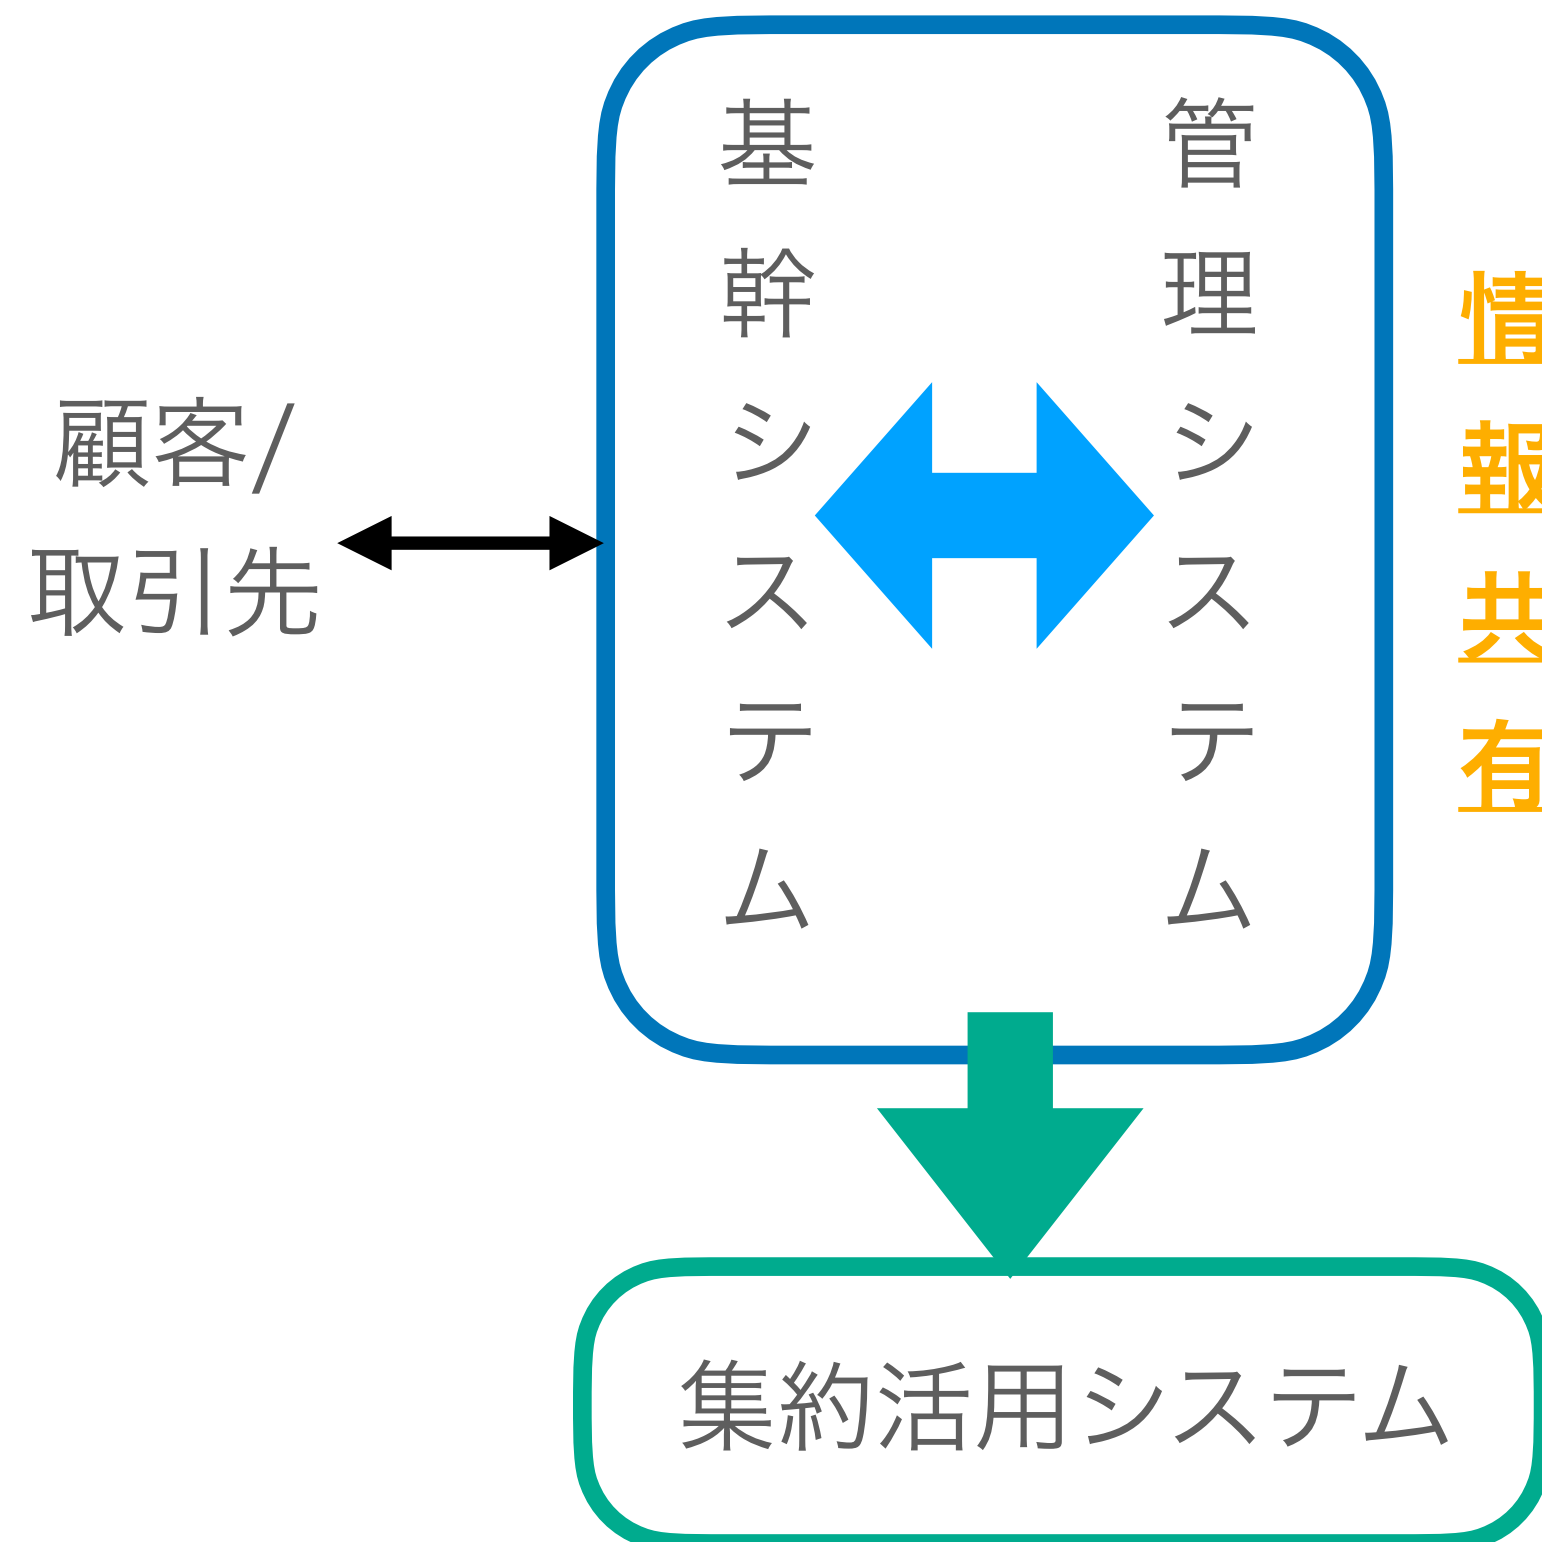 顧客/
取引先
基幹システム
管理システム
情報共有
集約活用システム